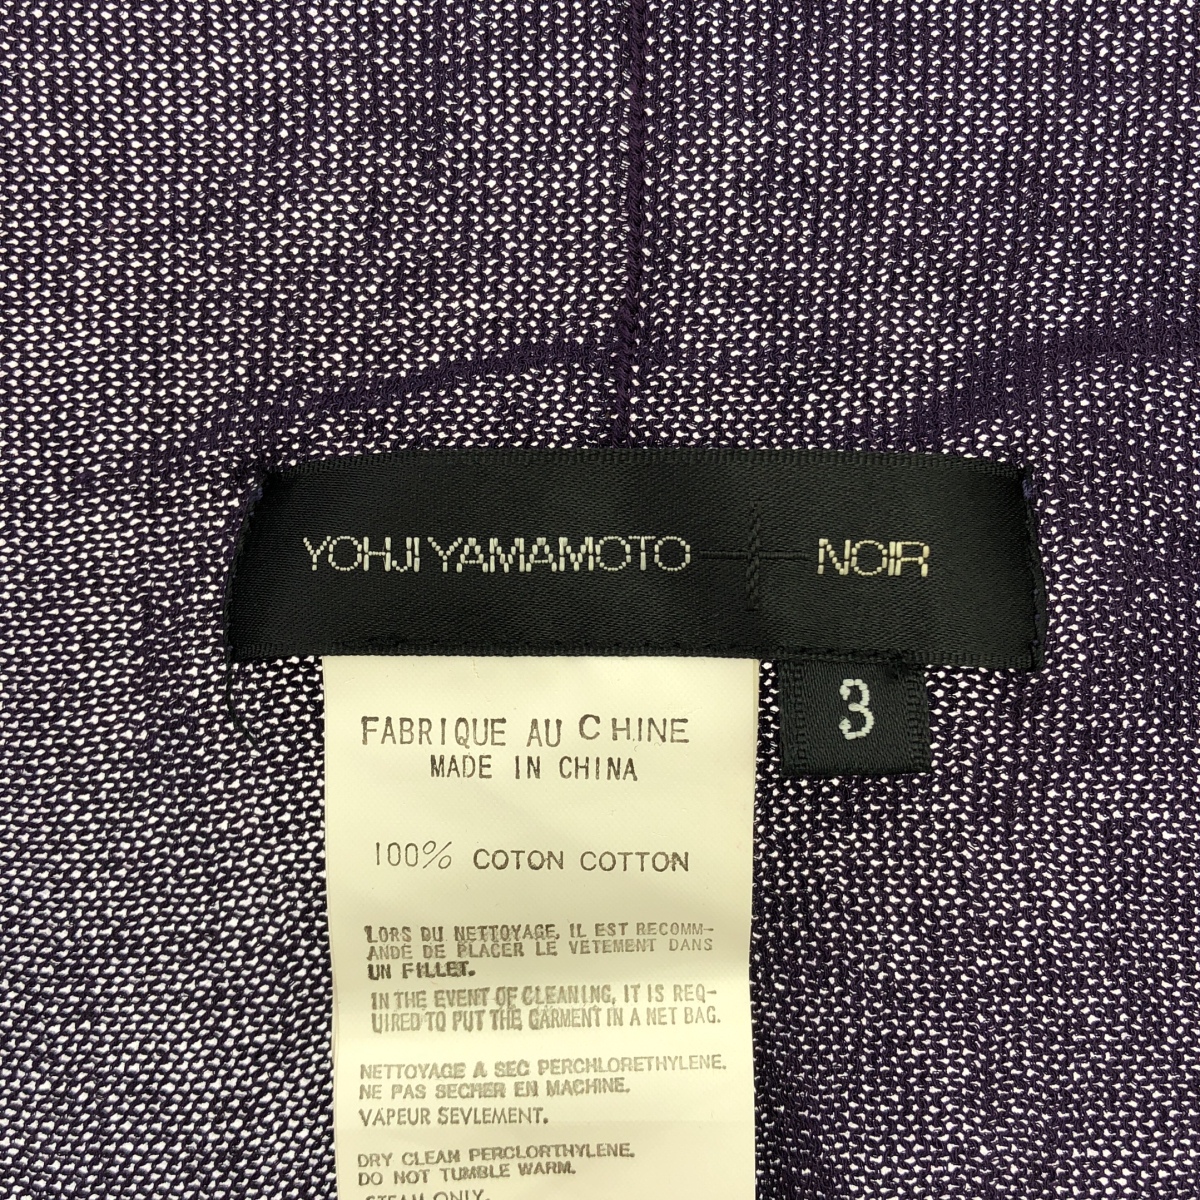 YOHJI YAMAMOTO NOIR
3
FABRIQUE AU CHINE
MADE IN CHINA
100% COTON COTTON
LORS DU NETTOYAGE, IL EST RECOMM-
ANDE DE PLACER LE VETEMENT DANS
UN FILLET.
IN THE EVENT OF CLEANING, IT IS REQ-
UIRED TO PUT THE GARMENT IN A NET BAG.
NETTOYAGE A SEC PERCHLORETHYLENE.
NE PAS SECHER EN MACHINE.
VAPEUR SEVLEMENT.
DRY CLEAN PERCLORTHYLENE.
DO NOT TUMBLE WARM.
STEAM ONLY.